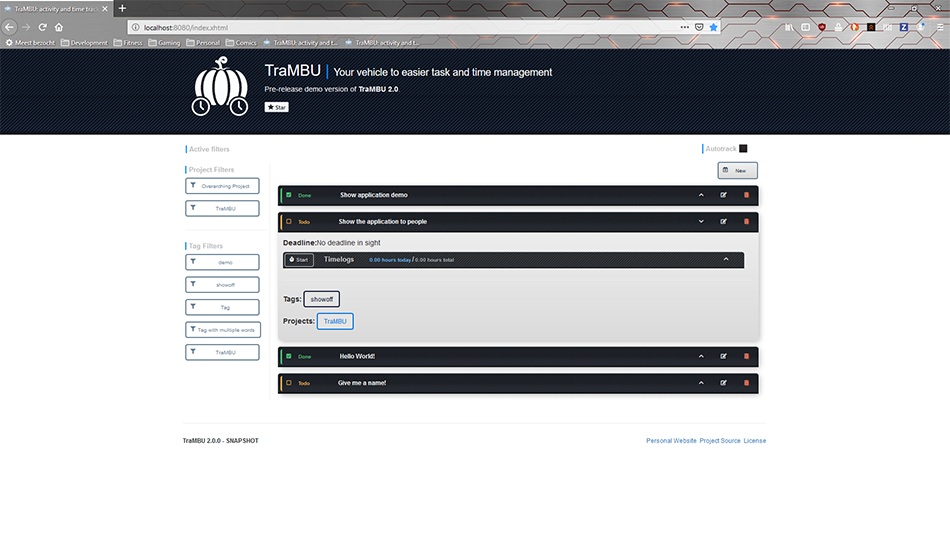 TraMBU: activity and time track
localhost:8080/index.xhtml
Meest bezocht Development Fitness Gaming Personal Comics TraMBU: activity and t... TraMBU: activity and t...
TraMBU | Your vehicle to easier task and time management
Pre-release demo version of TraMBU 2.0.
Star
Active filters
Autotrack
Project Filters
New
Overarching Project
TraMBU
Tag Filters
demo
showoff
Tag
Tag with multiple words
TraMBU
Done Show application demo
Todo Show the application to people
Deadline:No deadline in sight
Start Timelogs 0.00 hours today / 0.00 hours total
Tags: showoff
Projects: TraMBU
Done Hello World!
Todo Give me a name!
TraMBU 2.0.0 - SNAPSHOT
Personal Website Project Source License